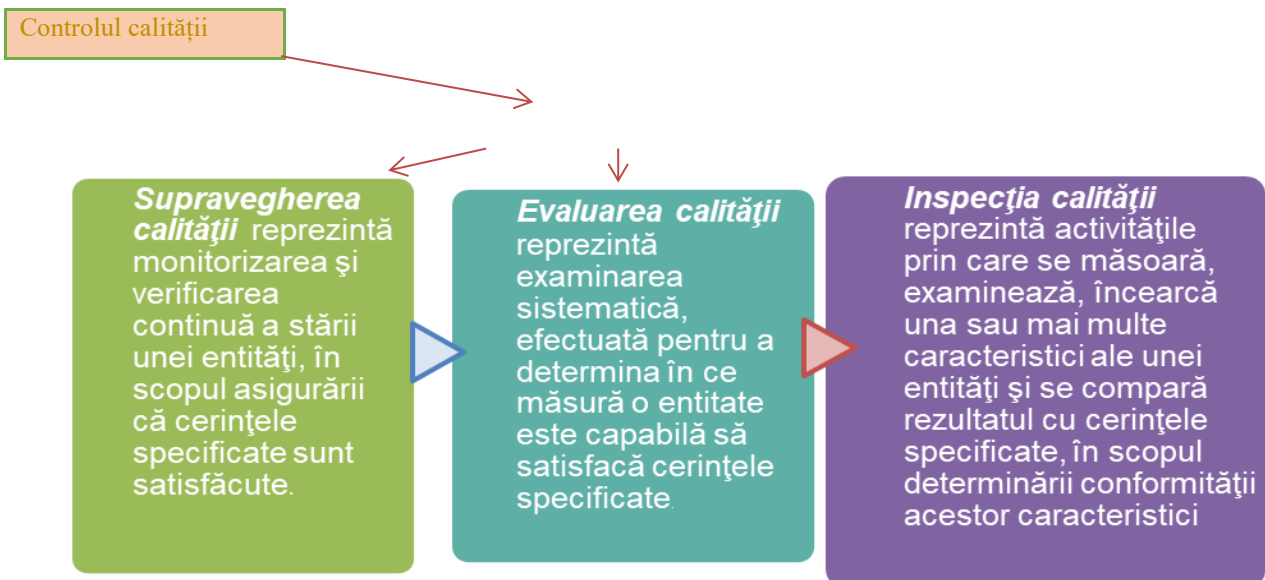 Controlul calității
Supravegherea
calităţii reprezintă
monitorizarea şi
verificarea
continuă a stării
unei entităţi, în
scopul asigurării
că cerinţele
specificate sunt
satisfăcute.
Evaluarea calităţii
reprezintă
examinarea
sistematică,
efectuată pentru a
determina în ce
măsură o entitate
este capabilă să
satisfacă cerinţele
specificate.
Inspecţia calităţii
reprezintă activităţile
prin care se măsoară,
examinează, încearcă
una sau mai multe
caracteristici ale unei
entităţi şi se compară
rezultatul cu cerinţele
specificate, în scopul
determinării conformităţii
acestor caracteristici